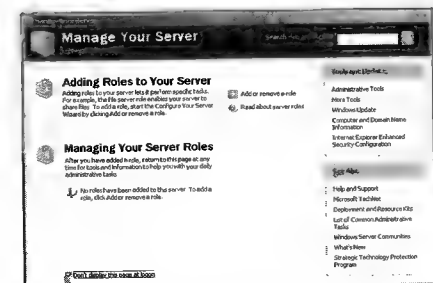 Manage Your Server
Search
Adding Roles to Your Server
Adding roles to your server lets it perform specific tasks.
For example, the file server role enables your server to
share files. To add a role, start the Configure Your Server
Wizard by clicking Add or remove a role.
Add or remove a role
Read about server roles
Managing Your Server Roles
After you have added a role, return to this page at any
time for tools and information to help you with your daily
administrative tasks
No roles have been added to this server. To add a
role, click Add or remove a role.
Don't display this page at logon
Administrative Tools
More Tools
Windows Update
Computer and Domain Name
Information
Internet Explorer Enhanced
Security Configuration
See Also
Help and Support
Microsoft TechNet
Deployment and Resource Kits
List of Common Administrative
Tasks
Windows Server Communities
What's New
Strategic Technology Protection
Program